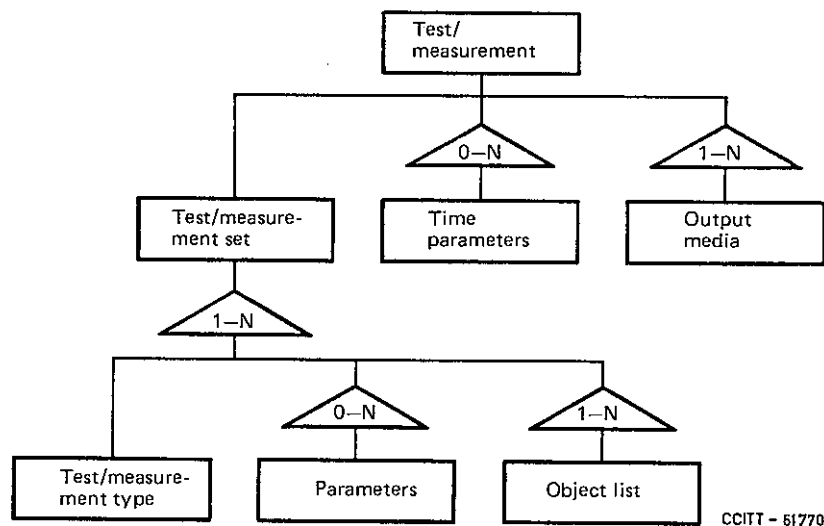 Test/
measurement
0–N
1–N
Test/measure-
ment set
Time
parameters
Output
media
1–N
0–N
1–N
Test/measure-
ment type
Parameters
Object list
CCITT - 51770